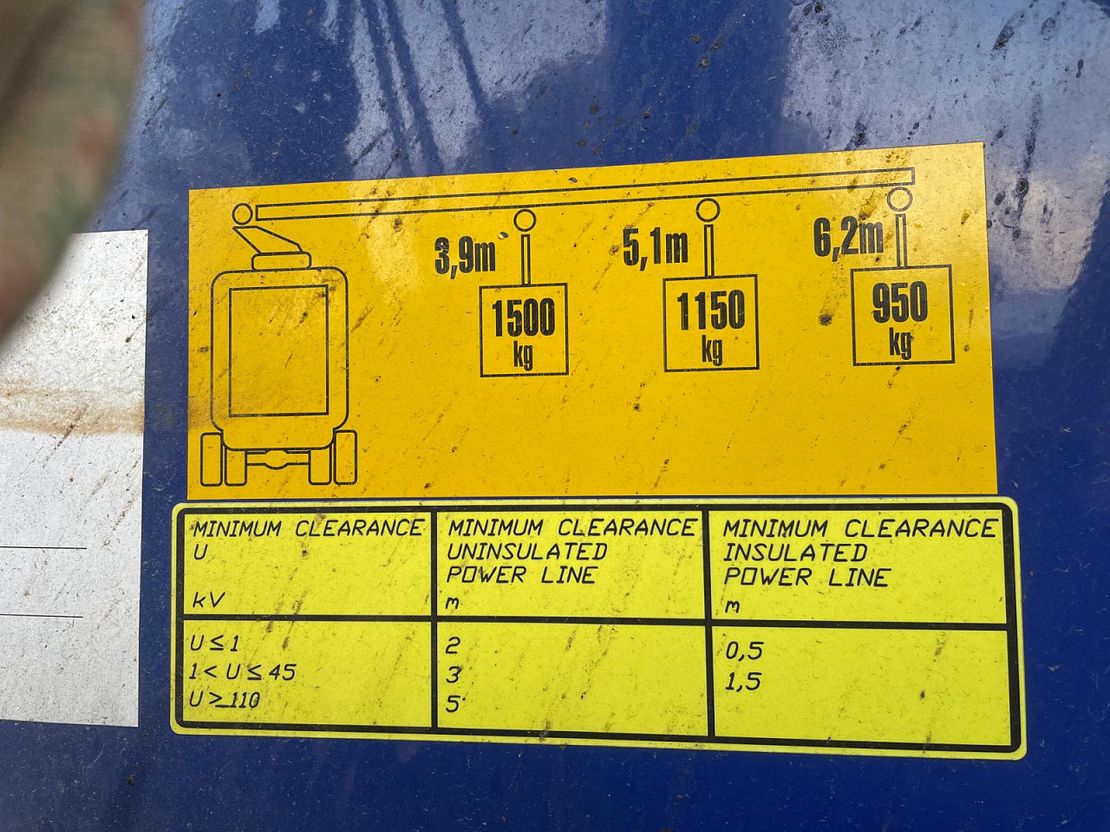 3,9m 5,1m 6,2m
1500 1150 950
kg kg kg
MINIMUM CLEARANCE
U
kV
MINIMUM CLEARANCE
UNINSULATED
POWER LINE
m
MINIMUM CLEARANCE
INSULATED
POWER LINE
m
U ≤ 1 2 0,5
1 < U ≤ 45 3 1,5
U ≥ 110 5